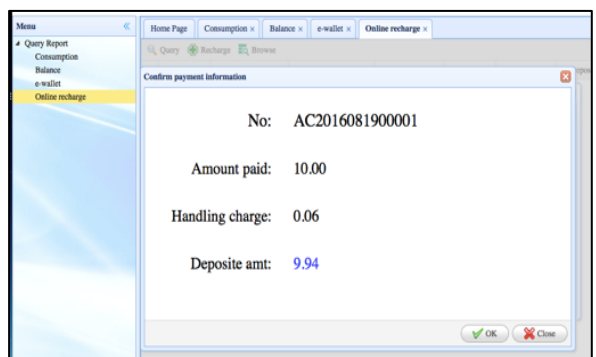 Menu «
Home Page Consumption × Balance × e-wallet × Online recharge ×
Query Report
Query Recharge Browse
Consumption
Balance
e-wallet
Online recharge
Confirm payment information
No: AC2016081900001
Amount paid: 10.00
Handling charge: 0.06
Deposite amt: 9.94
OK Close